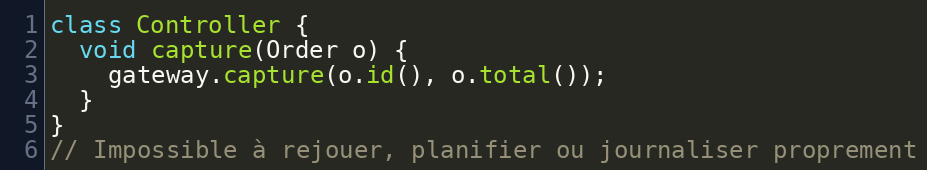 1 class Controller {
2   void capture(Order o) {
3     gateway.capture(o.id(), o.total());
4   }
5 }
6 // Impossible à rejouer, planifier ou journaliser proprement